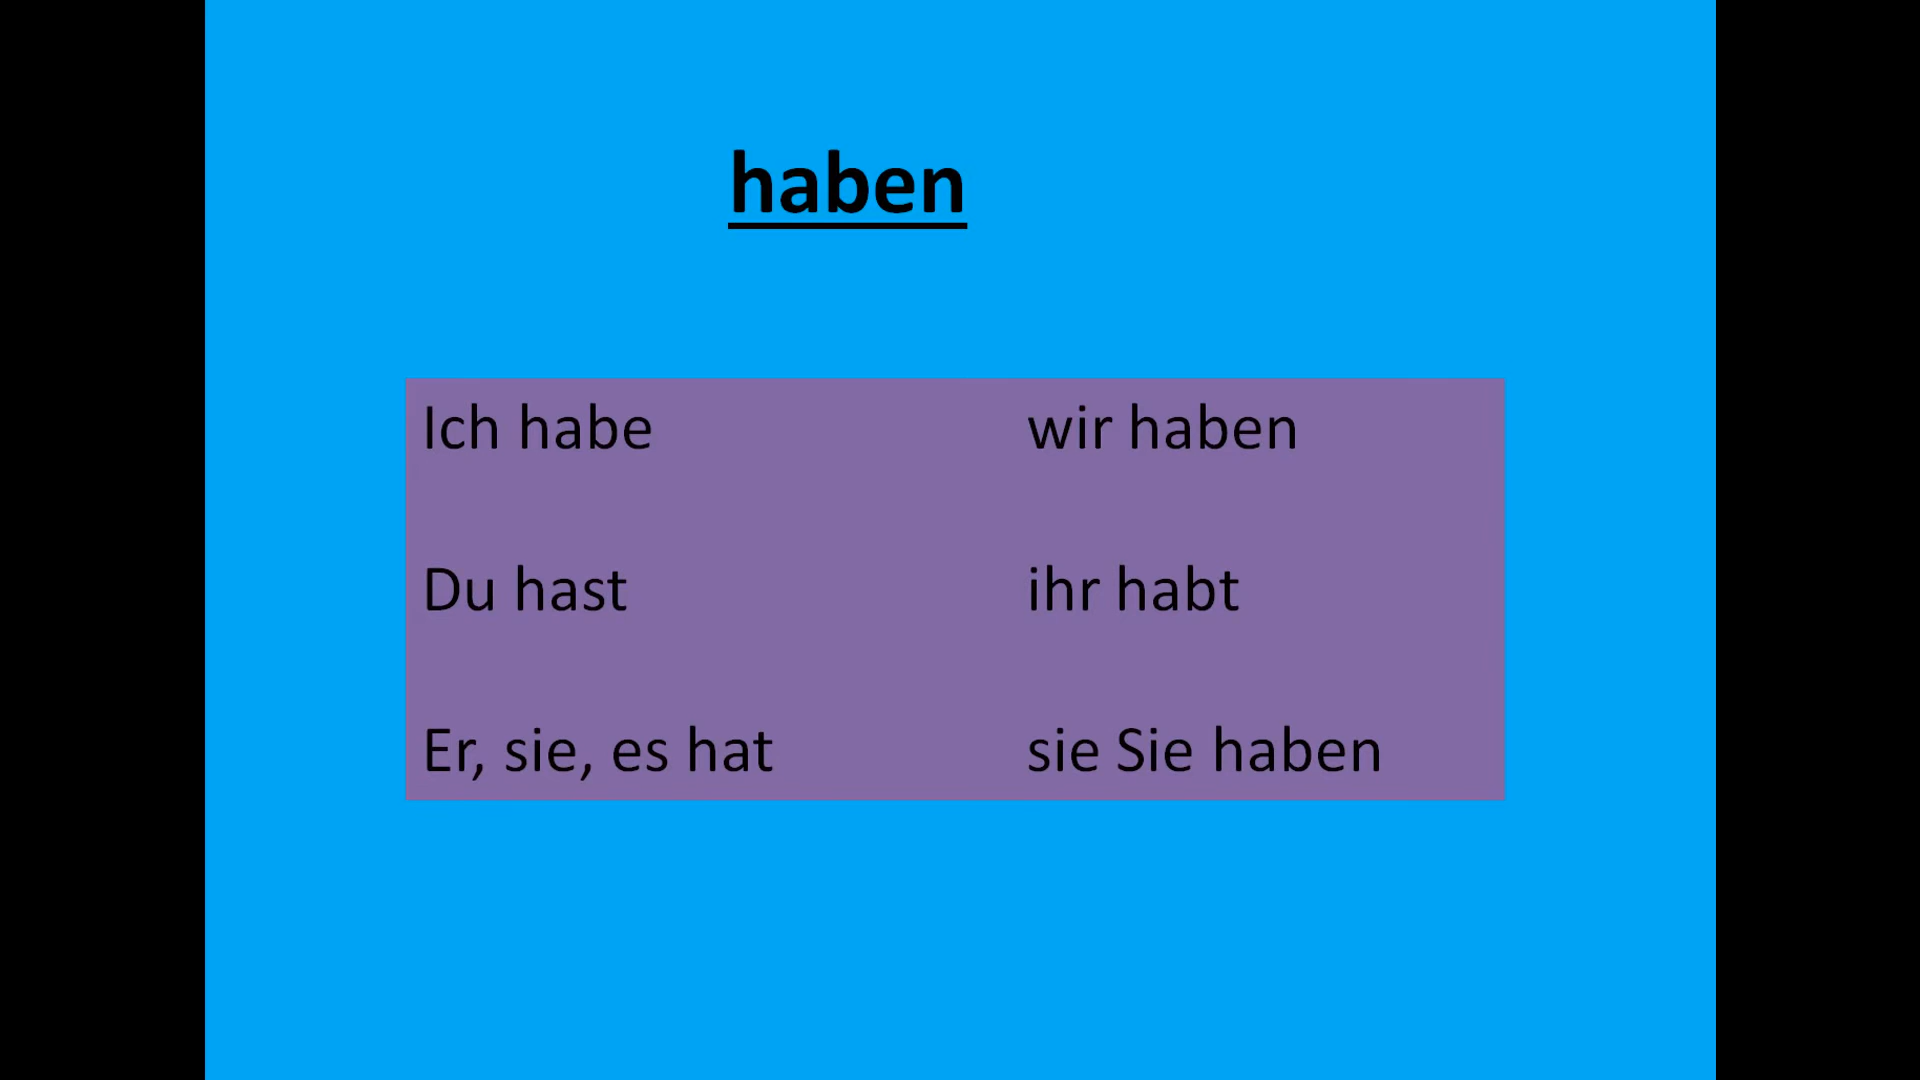 haben
Ich habe wir haben
Du hast ihr habt
Er, sie, es hat sie Sie haben